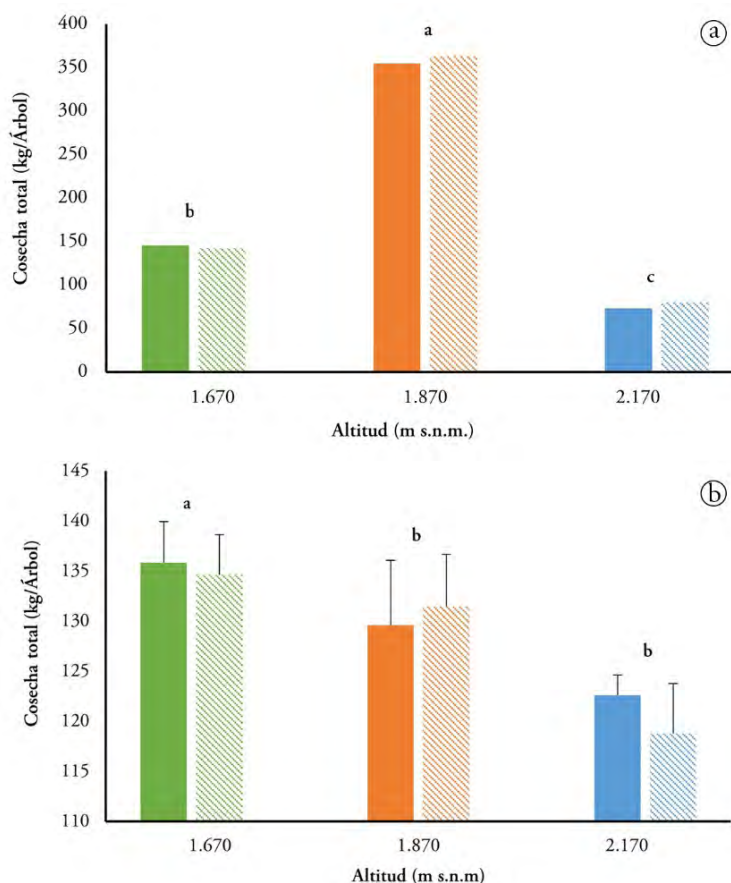 400
350
300
250
200
150
100
50
0
Cosecha total (kg/Árbol)
a
b
a
c
1.670
1.870
2.170
Altitud (m s.n.m.)
145
140
135
130
125
120
115
110
Cosecha total (kg/Árbol)
b
a
b
b
1.670
1.870
2.170
Altitud (m s.n.m)